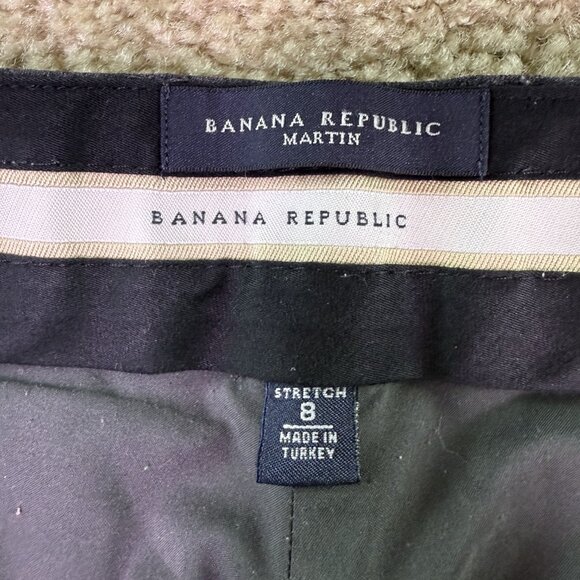 BANANA REPUBLIC
MARTIN
BANANA REPUBLIC
STRETCH
8
MADE IN
TURKEY